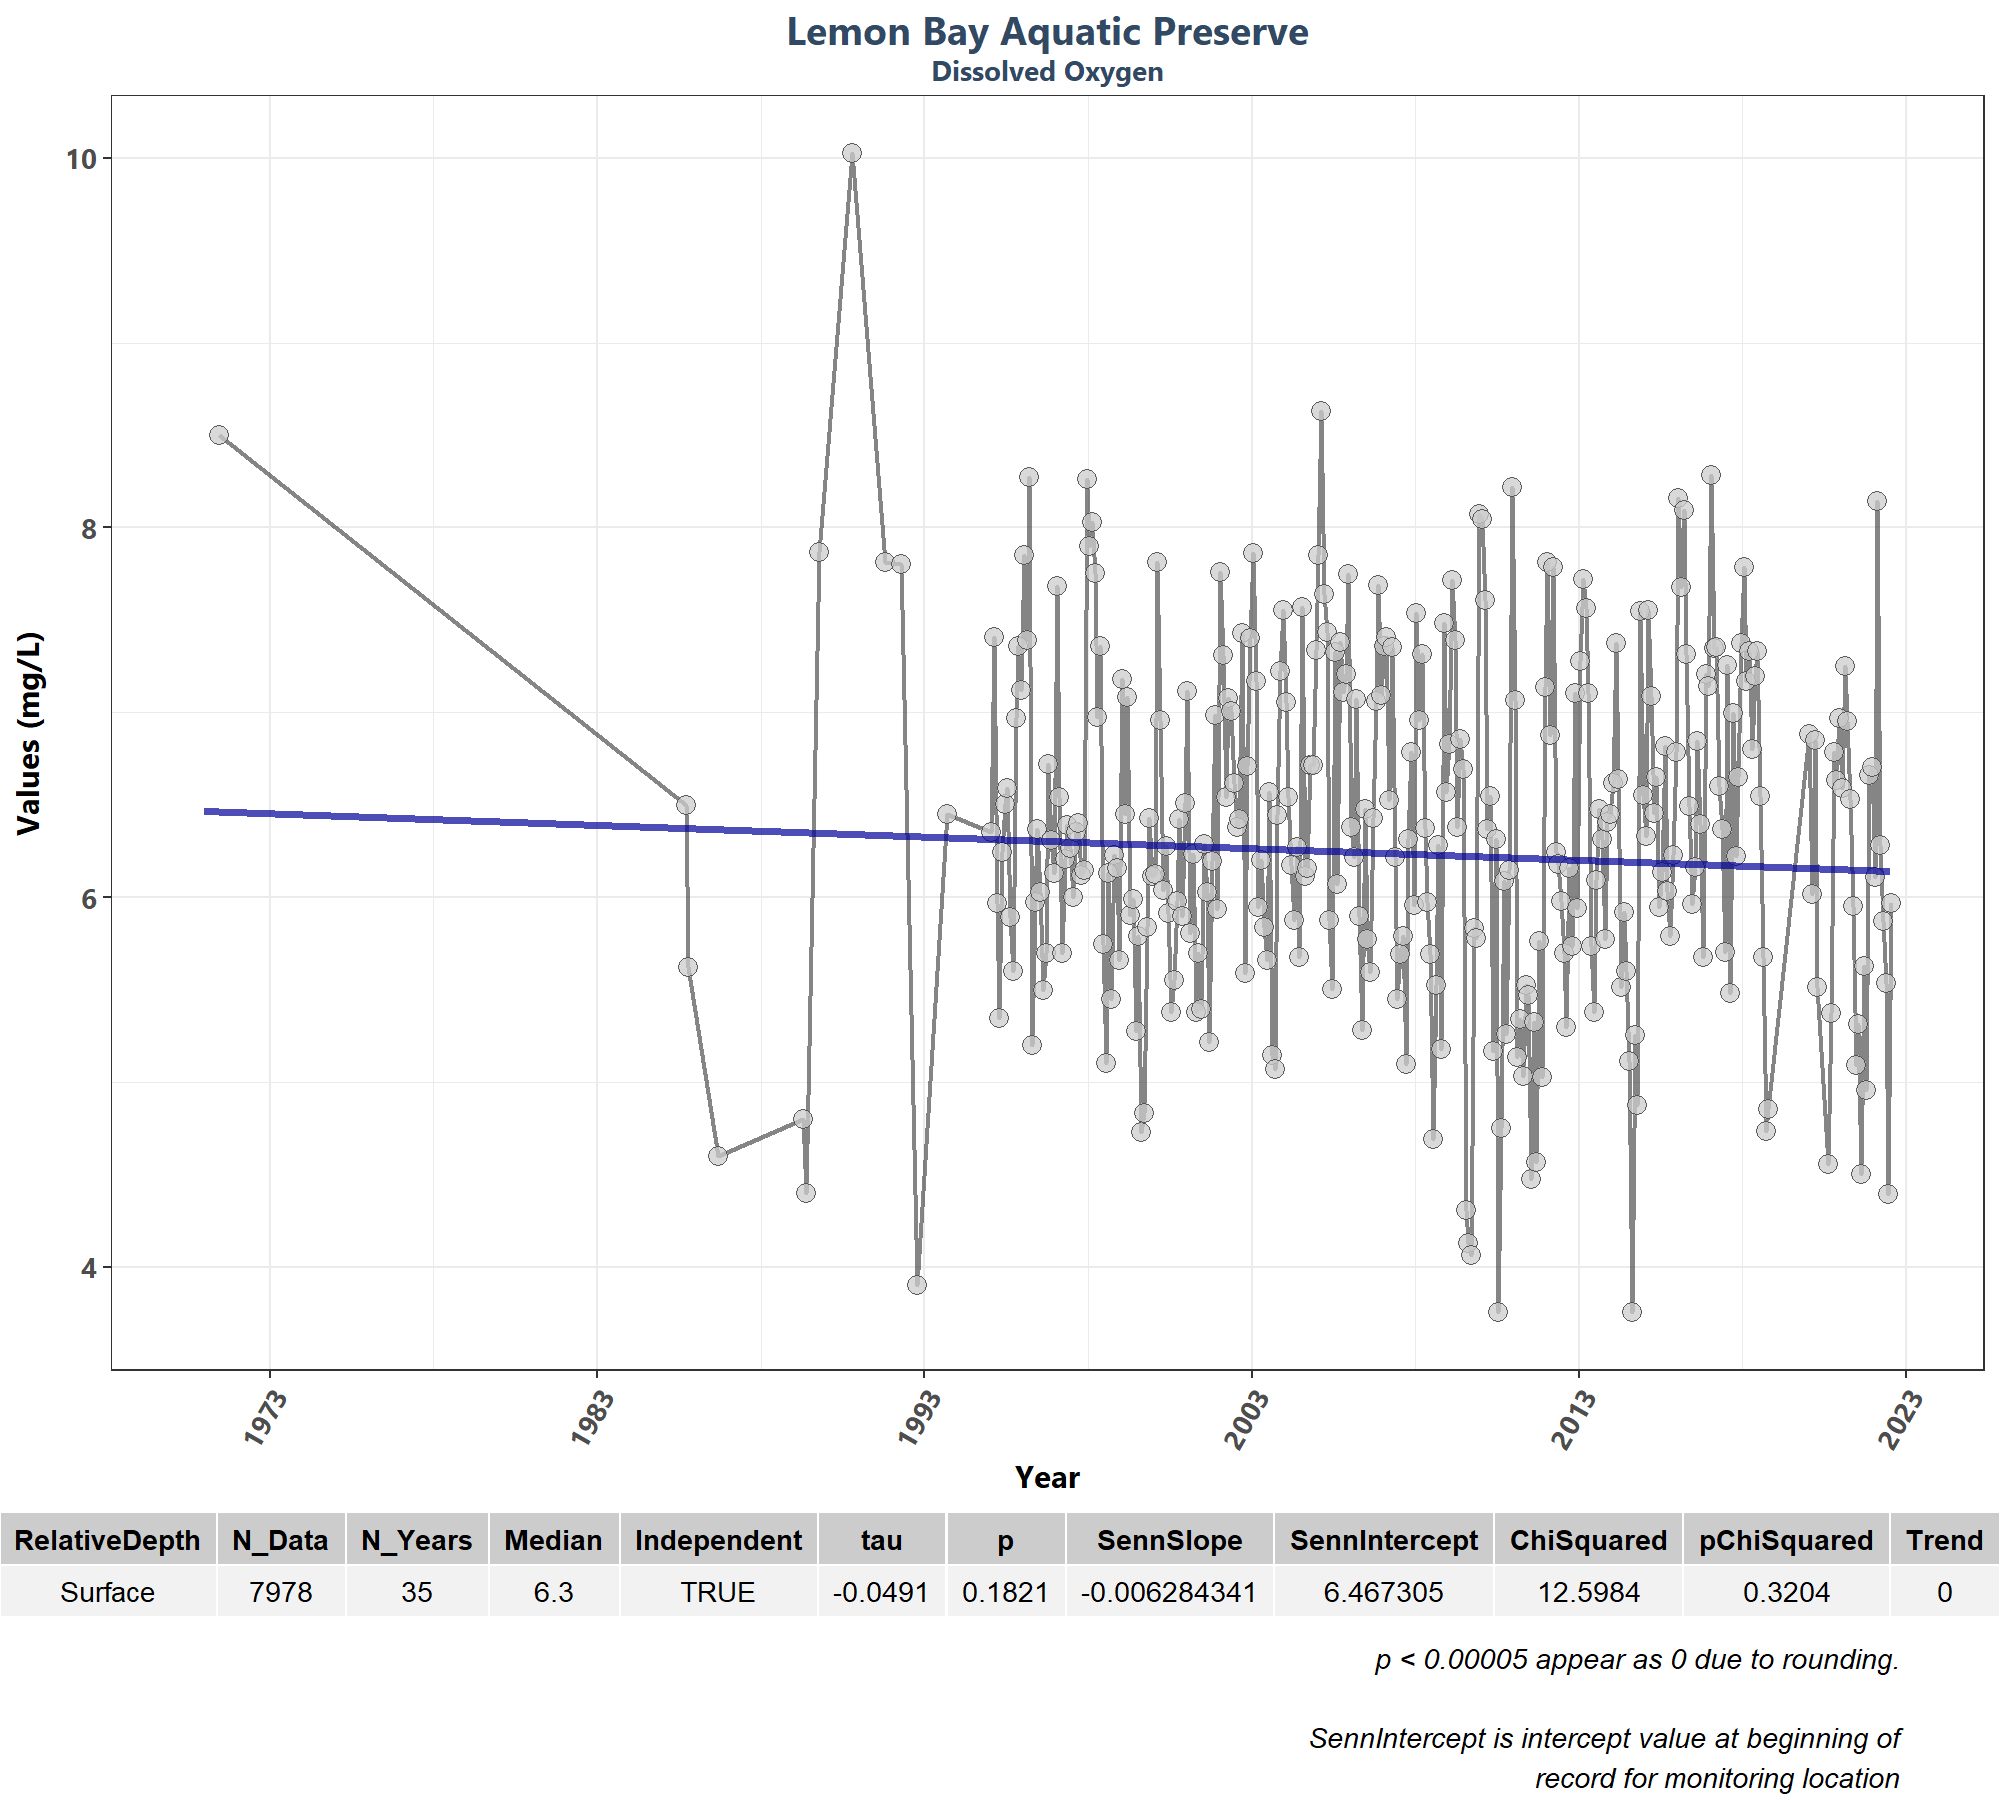 Lemon Bay Aquatic Preserve
Dissolved Oxygen
Values (mg/L)
10
8
6
4
1973 1983 1993 2003 2013 2023
Year
RelativeDepth N_Data N_Years Median Independent tau p SennSlope SennIntercept ChiSquared pChiSquared Trend
Surface 7978 35 6.3 TRUE -0.0491 0.1821 -0.006284341 6.467305 12.5984 0.3204 0
p < 0.00005 appear as 0 due to rounding.
SennIntercept is intercept value at beginning of
record for monitoring location